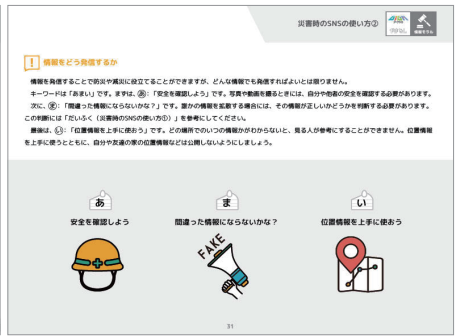 災害時のSNSの使い方②
情報モラル
情報をどう発信するか
情報を発信することで防災や減災に役立てることができますが、どんな情報でも発信すればよいとは限りません。
キーワードは「あまい」です。まずは、あ:「安全を確認しよう」です。写真や動画を撮るときには、自分や他者の安全を確認する必要があります。
次に、ま:「間違った情報にならないかな？」です。誰かの情報を拡散する場合には、その情報が正しいかどうかを判断する必要があります。
この判断には「だいふく（災害時のSNSの使い方①）」を参考にしてください。
最後は、い:「位置情報を上手に使おう」です。どの場所でのいつの情報かがわからないと、見る人が参考にすることができません。位置情報
を上手に使うとともに、自分や友達の家の位置情報などは公開しないようにしましょう。
あ
ま
い
安全を確認しよう
間違った情報にならないかな？
位置情報を上手に使おう
FAKE
31